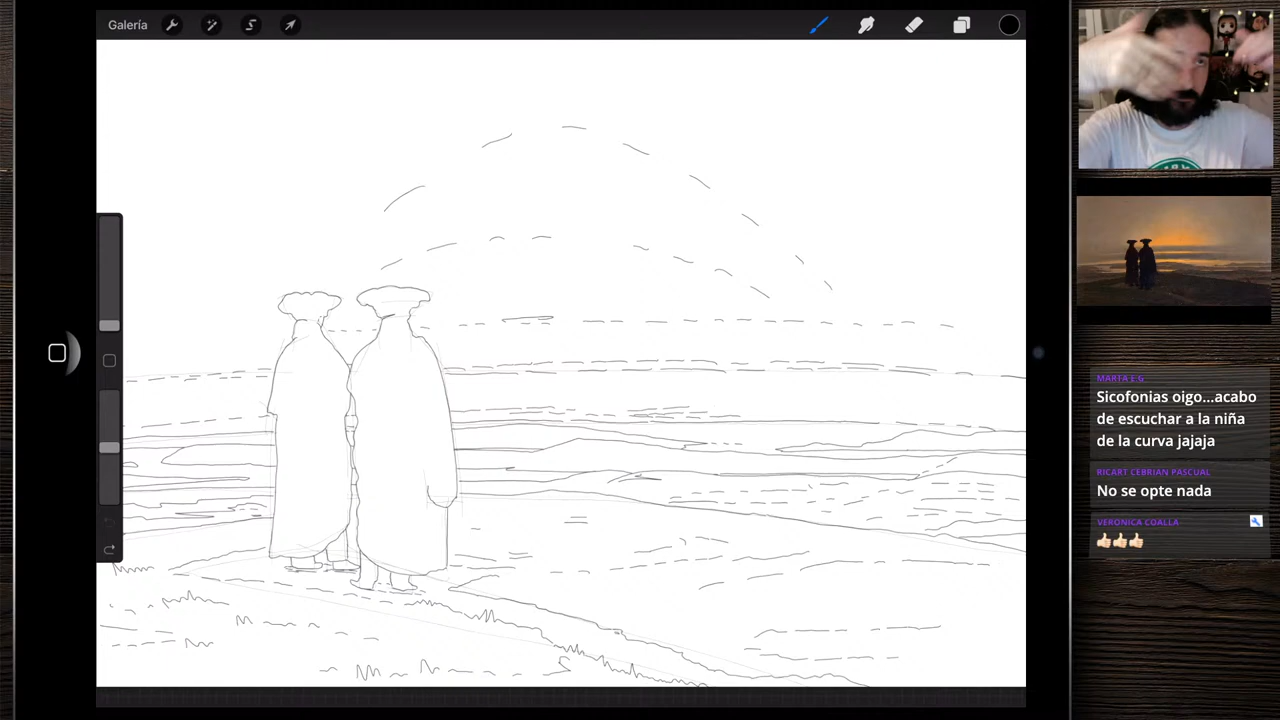 Galería
MARTA E.G
Sicofonias oigo...acabo
de escuchar a la niña
de la curva jajaja
RICART CEBRIAN PASCUAL
No se opte nada
VERONICA COALLA
👍🏻👍🏻👍🏻